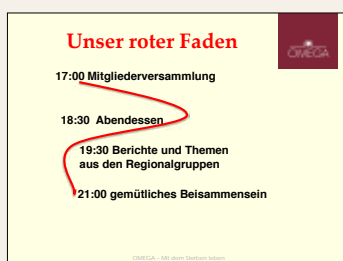 Unser roter Faden
OMEGA
17:00 Mitgliederversammlung
18:30 Abendessen
19:30 Berichte und Themen
aus den Regionalgruppen
21:00 gemütliches Beisammensein
OMEGA – Mit dem Sterben leben